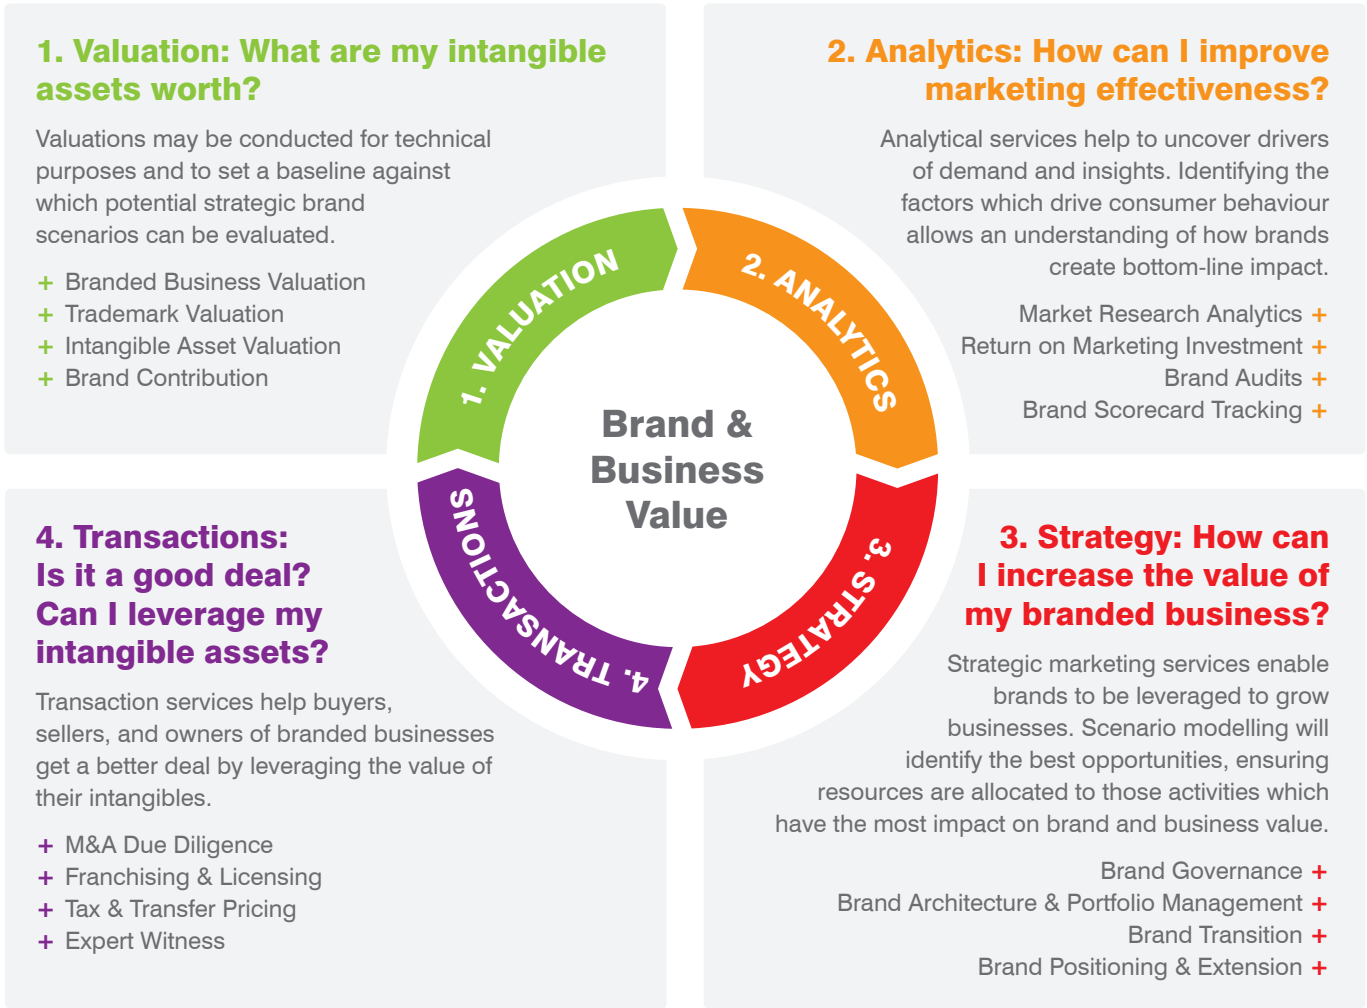 1. Valuation: What are my intangible
assets worth?
Valuations may be conducted for technical
purposes and to set a baseline against
which potential strategic brand
scenarios can be evaluated.
+ Branded Business Valuation
+ Trademark Valuation
+ Intangible Asset Valuation
+ Brand Contribution
2. Analytics: How can I improve
marketing effectiveness?
Analytical services help to uncover drivers
of demand and insights. Identifying the
factors which drive consumer behaviour
allows an understanding of how brands
create bottom-line impact.
Market Research Analytics +
Return on Marketing Investment +
Brand Audits +
Brand Scorecard Tracking +
1. VALUATION
2. ANALYTICS
3. STRATEGY
4. TRANSACTIONS
Brand &
Business
Value
4. Transactions:
Is it a good deal?
Can I leverage my
intangible assets?
Transaction services help buyers,
sellers, and owners of branded businesses
get a better deal by leveraging the value of
their intangibles.
+ M&A Due Diligence
+ Franchising & Licensing
+ Tax & Transfer Pricing
+ Expert Witness
3. Strategy: How can
I increase the value of
my branded business?
Strategic marketing services enable
brands to be leveraged to grow
businesses. Scenario modelling will
identify the best opportunities, ensuring
resources are allocated to those activities which
have the most impact on brand and business value.
Brand Governance +
Brand Architecture & Portfolio Management +
Brand Transition +
Brand Positioning & Extension +